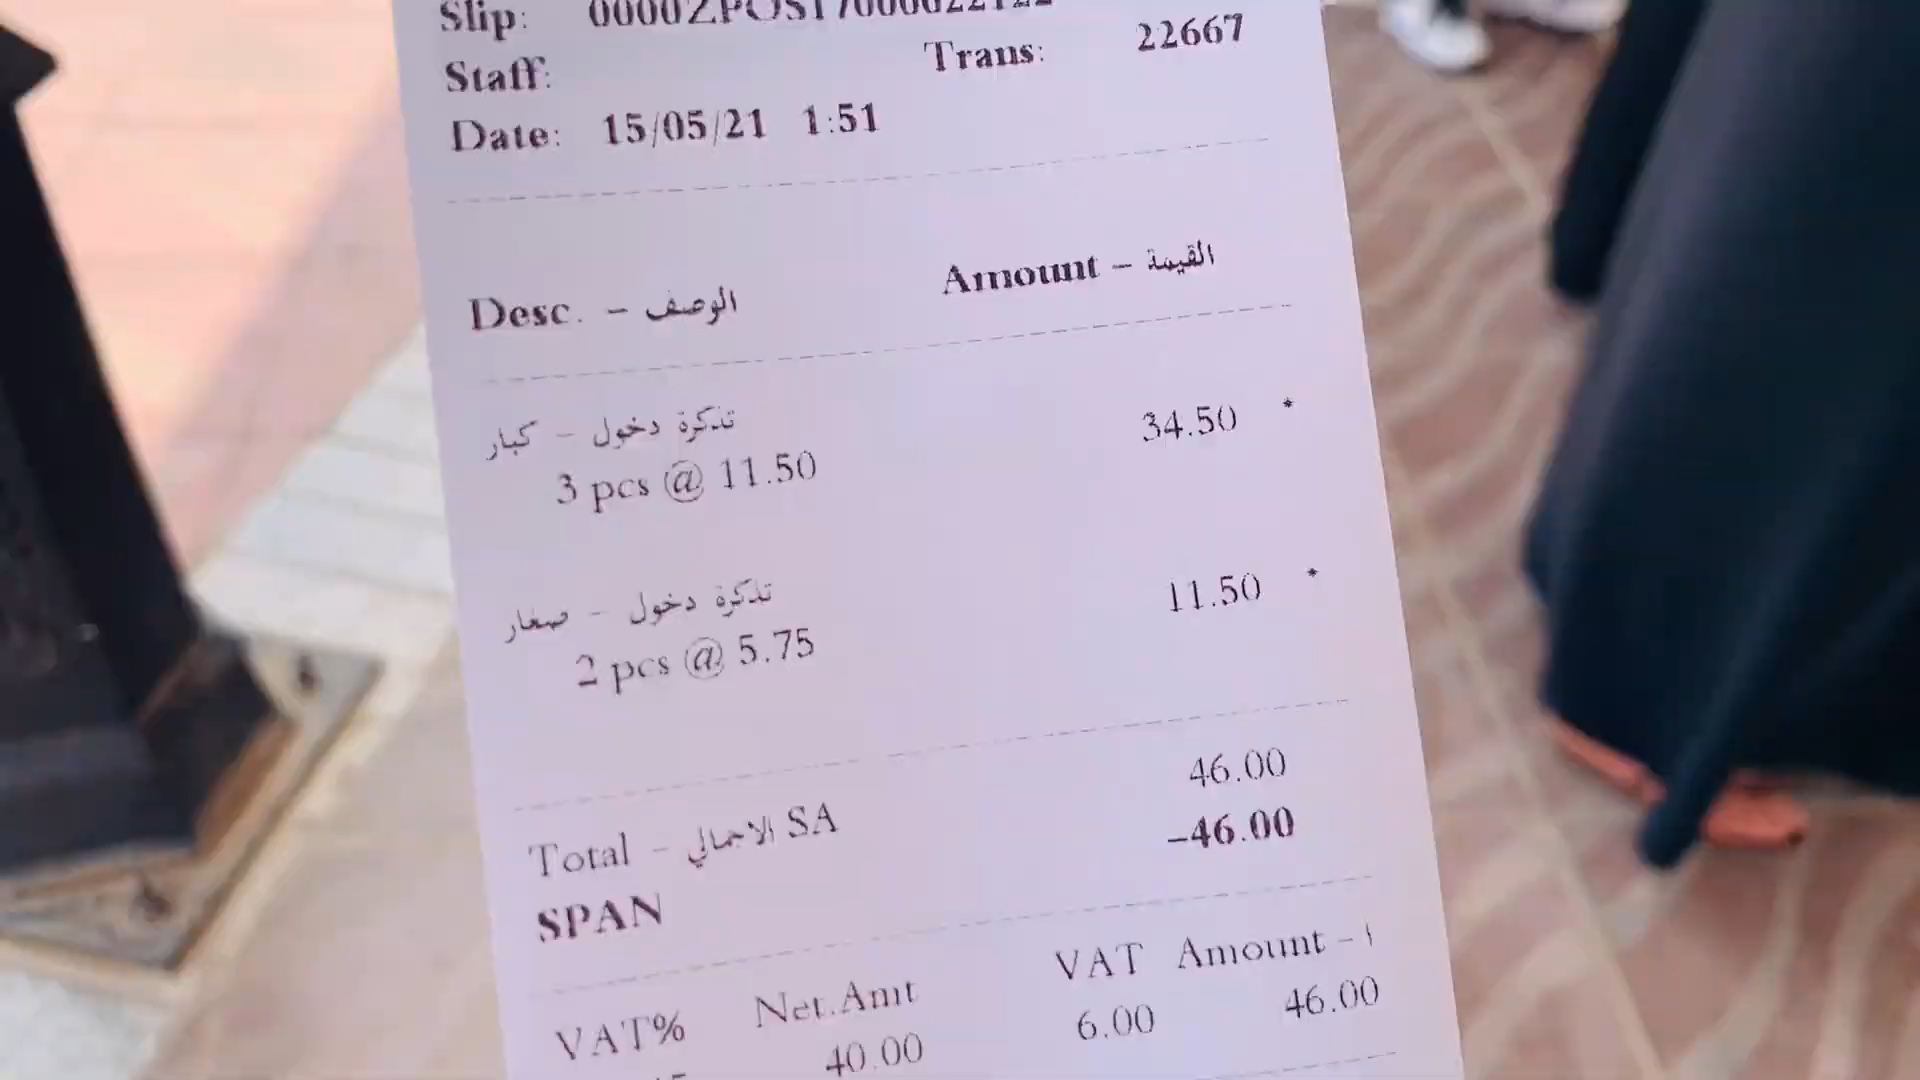 Slip:
Staff: Trans: 22667
Date: 15/05/21 1:51
Desc. - الوصف Amount - القيمة
تذكرة دخول - كبار 34.50 *
3 pcs @ 11.50
تذكرة دخول - صغار 11.50 *
2 pcs @ 5.75
46.00
Total - الاجمالي SA -46.00
SPAN
VAT% Net.Amt VAT Amount -
40.00 6.00 46.00